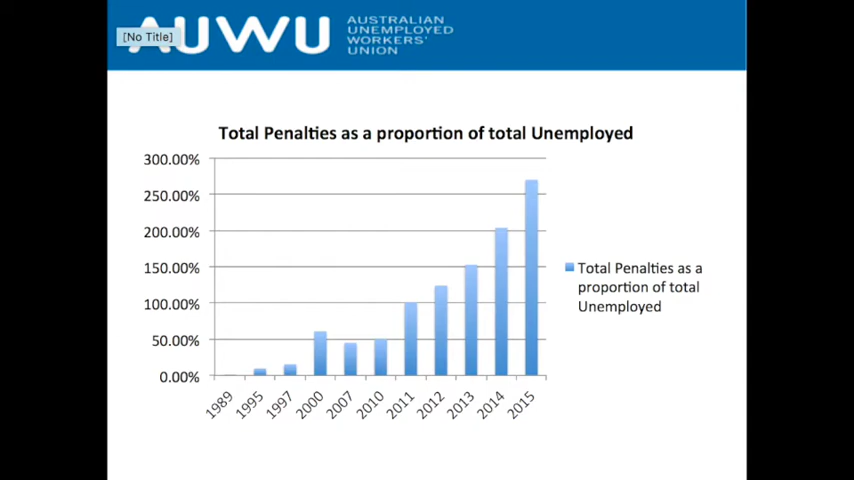 [No Title]
AUWU
AUSTRALIAN
UNEMPLOYED
WORKERS'
UNION
Total Penalties as a proportion of total Unemployed
300.00%
250.00%
200.00%
150.00%
100.00%
50.00%
0.00%
1989 1995 1997 2000 2007 2010 2011 2012 2013 2014 2015
Total Penalties as a
proportion of total
Unemployed